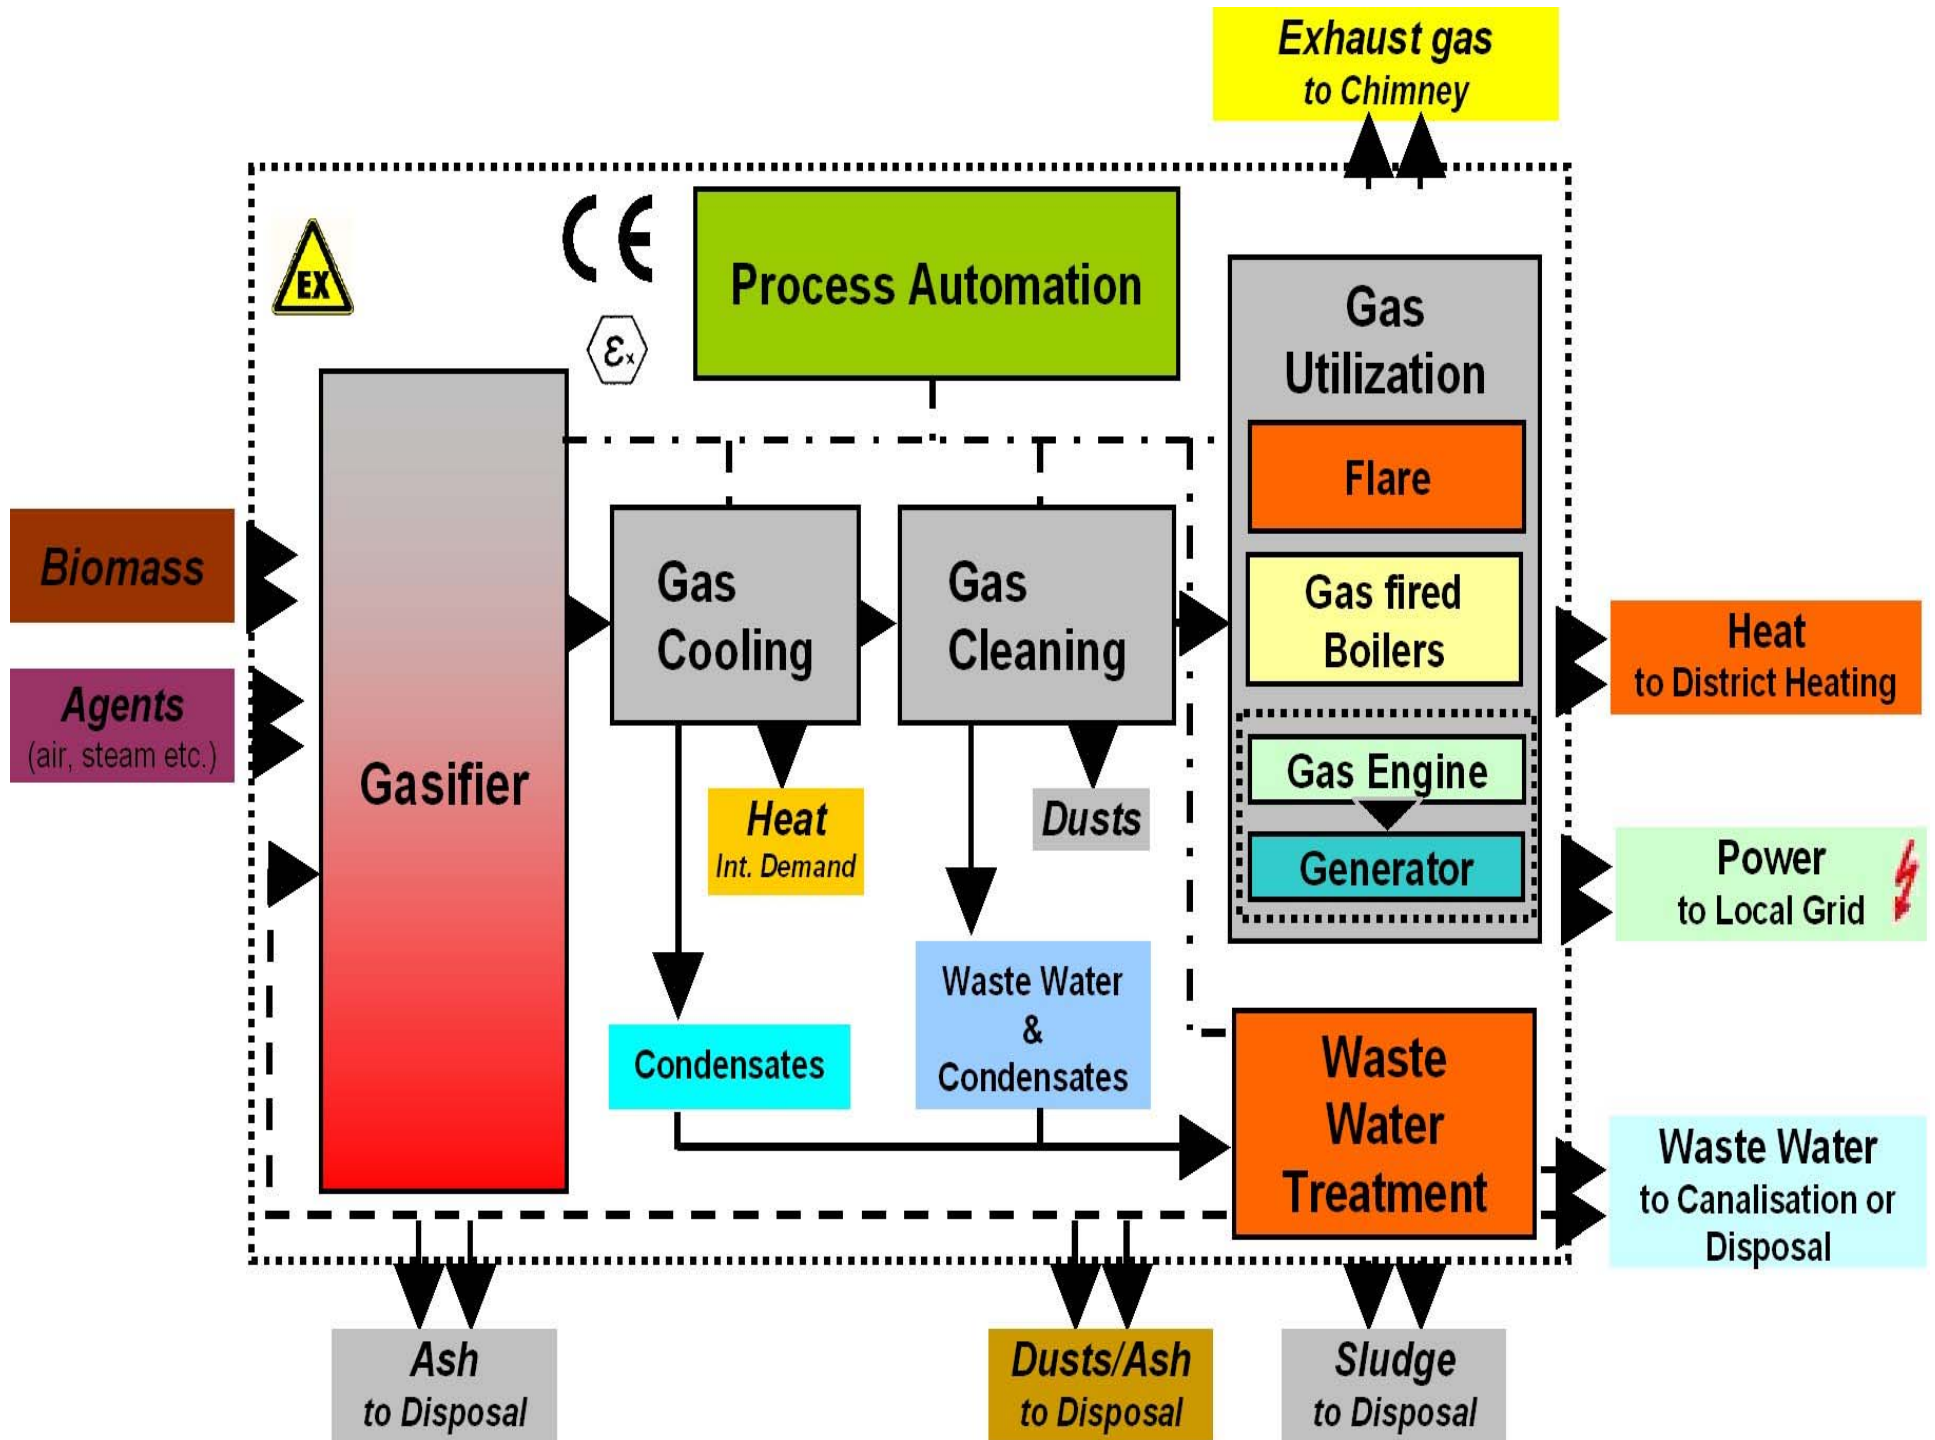 Exhaust gas
to Chimney
EX
CE
εx
Process Automation
Gas
Utilization
Flare
Gas fired
Boilers
Gas Engine
Generator
Biomass
Agents
(air, steam etc.)
Gasifier
Gas
Cooling
Gas
Cleaning
Heat
Int. Demand
Dusts
Condensates
Waste Water
&
Condensates
Waste
Water
Treatment
Heat
to District Heating
Power
to Local Grid
Waste Water
to Canalisation or
Disposal
Ash
to Disposal
Dusts/Ash
to Disposal
Sludge
to Disposal